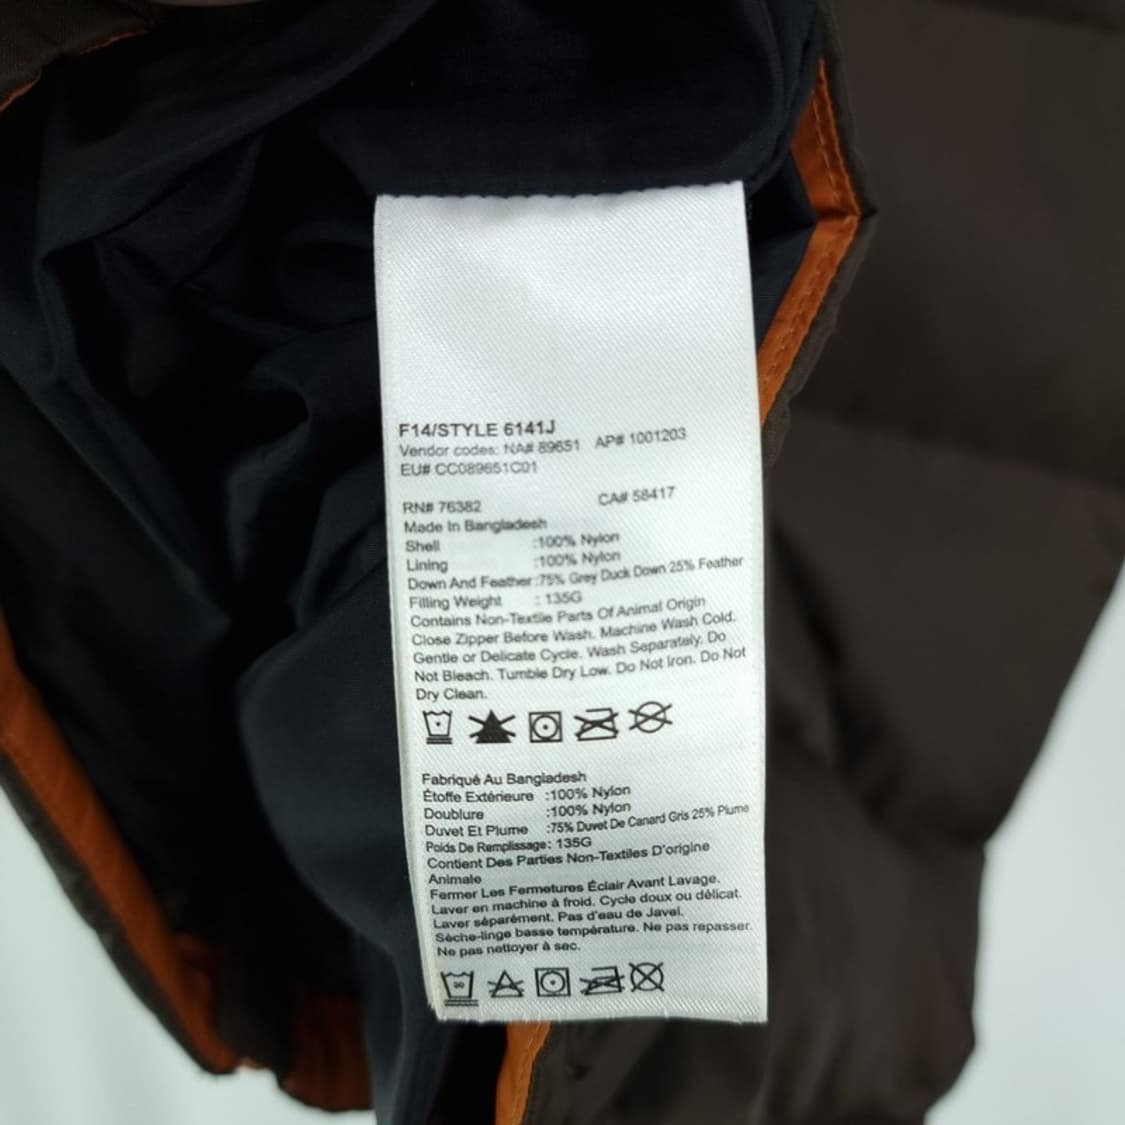 F14/STYLE 6141J
Vendor codes: NA# 89651 AP# 1001203
EU# CC089651C01
RN# 76382 CA# 58417
Made In Bangladesh
Shell :100% Nylon
Lining :100% Nylon
Down And Feather :75% Grey Duck Down 25% Feather
Filling Weight : 135G
Contains Non-Textile Parts Of Animal Origin
Close Zipper Before Wash. Machine Wash Cold.
Gentle or Delicate Cycle. Wash Separately. Do
Not Bleach. Tumble Dry Low. Do Not Iron. Do Not
Dry Clean.
Fabriqué Au Bangladesh
Étoffe Extérieure :100% Nylon
Doublure :100% Nylon
Duvet Et Plume :75% Duvet De Canard Gris 25% Plume
Poids De Remplissage: 135G
Contient Des Parties Non-Textiles D'origine
Animale
Fermer Les Fermetures Éclair Avant Lavage.
Laver en machine à froid. Cycle doux ou délicat.
Laver séparément. Pas d'eau de Javel.
Sèche-linge basse température. Ne pas repasser.
Ne pas nettoyer à sec.